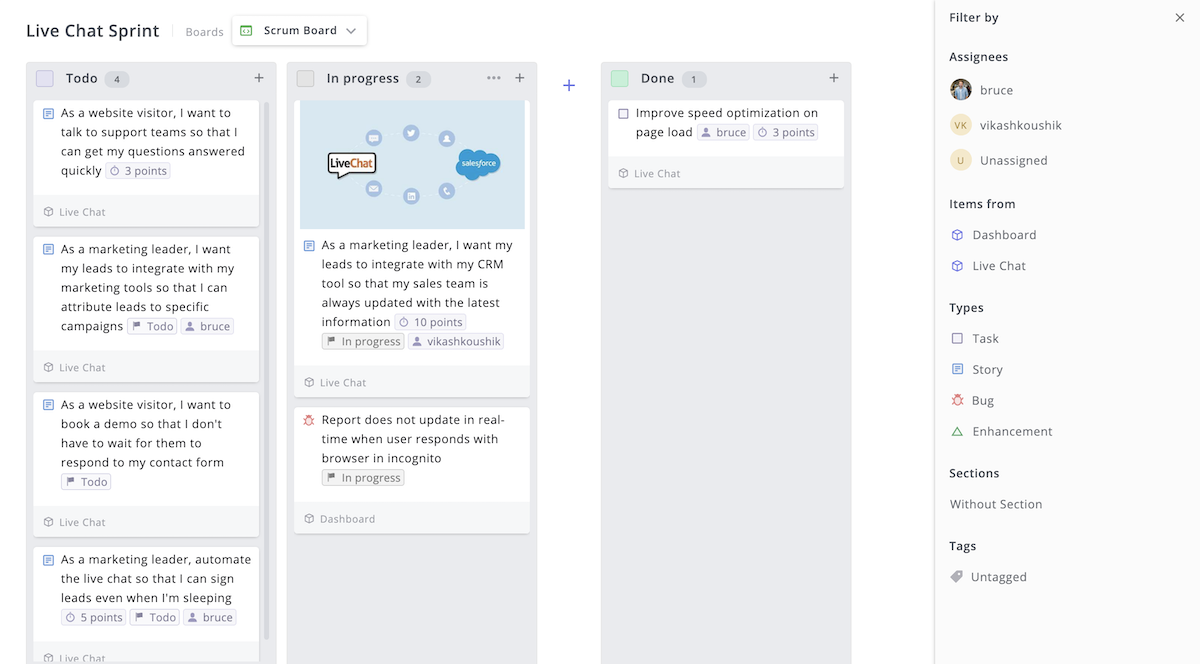 Live Chat Sprint
Boards
Scrum Board
Todo 4
As a website visitor, I want to
talk to support teams so that I
can get my questions answered
quickly 3 points
Live Chat
As a marketing leader, I want
my leads to integrate with my
marketing tools so that I can
attribute leads to specific
campaigns Todo bruce
Live Chat
As a website visitor, I want to
book a demo so that I don't
have to wait for them to
respond to my contact form
Todo
Live Chat
As a marketing leader, automate
the live chat so that I can sign
leads even when I'm sleeping
5 points Todo bruce
Live Chat
In progress 2
LiveChat
salesforce
As a marketing leader, I want my
leads to integrate with my CRM
tool so that my sales team is
always updated with the latest
information 10 points
In progress vikashkoushik
Live Chat
Report does not update in real-
time when user responds with
browser in incognito
In progress
Dashboard
Done 1
Improve speed optimization on
page load bruce 3 points
Live Chat
Filter by
Assignees
bruce
VK vikashkoushik
U Unassigned
Items from
Dashboard
Live Chat
Types
Task
Story
Bug
Enhancement
Sections
Without Section
Tags
Untagged